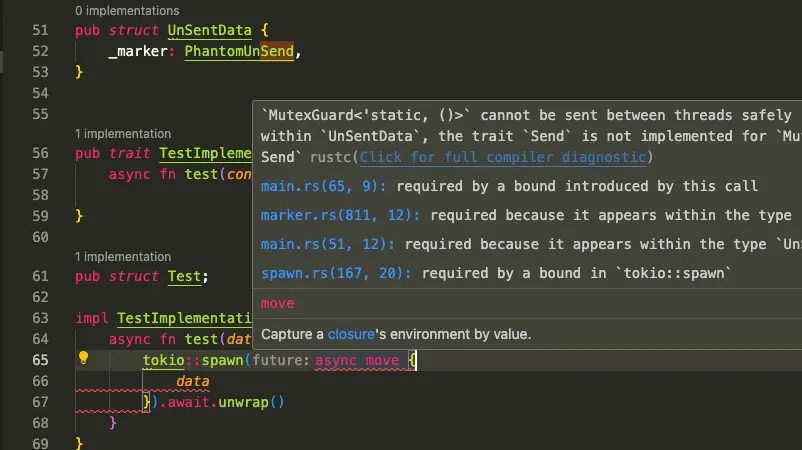 0 implementations
51 pub struct UnSentData {
52 _marker: PhantomUnSend,
53 }
54
55
1 implementation
56 pub trait TestImpleme
57 async fn test(con
58
59 }
60
1 implementation
61 pub struct Test;
62
63 impl TestImplementati
64 async fn test(dat
65 tokio::spawn(future: async move {
66 data
67 }).await.unwrap()
68 }
69 }
`MutexGuard<'static, ()>` cannot be sent between threads safely
within `UnSentData`, the trait `Send` is not implemented for `Mut
Send` rustc(Click for full compiler diagnostic)
main.rs(65, 9): required by a bound introduced by this call
marker.rs(811, 12): required because it appears within the type
main.rs(51, 12): required because it appears within the type `UnS
spawn.rs(167, 20): required by a bound in `tokio::spawn`
move
Capture a closure's environment by value.